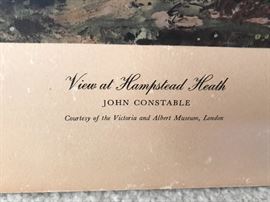 View at Hampstead Heath
JOHN CONSTABLE
Courtesy of the Victoria and Albert Museum, London